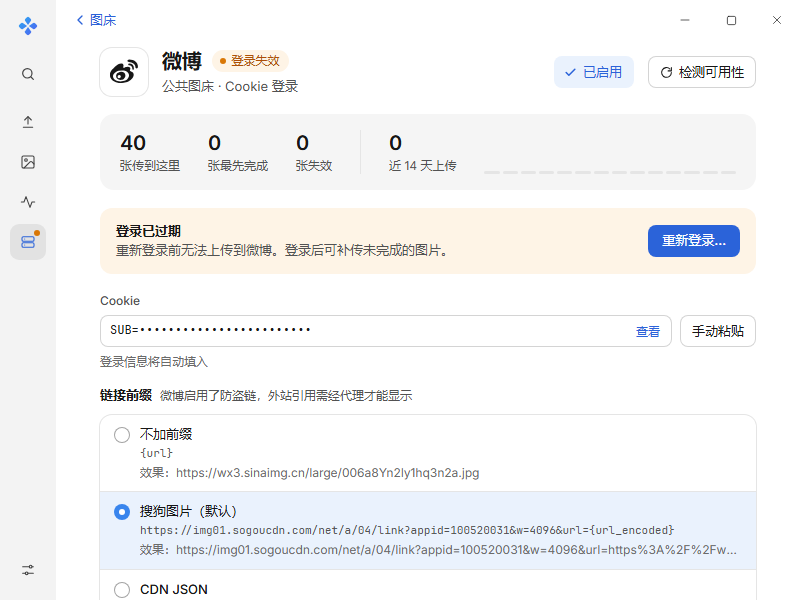 图床
微博
登录失效
公共图床 · Cookie 登录
已启用
检测可用性
40
张传到这里
0
张最先完成
0
张失效
0
近 14 天上传
登录已过期
重新登录前无法上传到微博。登录后可补传未完成的图片。
重新登录...
Cookie
SUB=••••••••••••••••••••••••
查看
手动粘贴
登录信息将自动填入
链接前缀 微博启用了防盗链，外站引用需经代理才能显示
不加前缀
{url}
效果：https://wx3.sinaimg.cn/large/006a8Yn2ly1hq3n2a.jpg
搜狗图片（默认）
https://img01.sogoucdn.com/net/a/04/link?appid=100520031&w=4096&url={url_encoded}
效果：https://img01.sogoucdn.com/net/a/04/link?appid=100520031&w=4096&url=https%3A%2F%2Fw...
CDN JSON